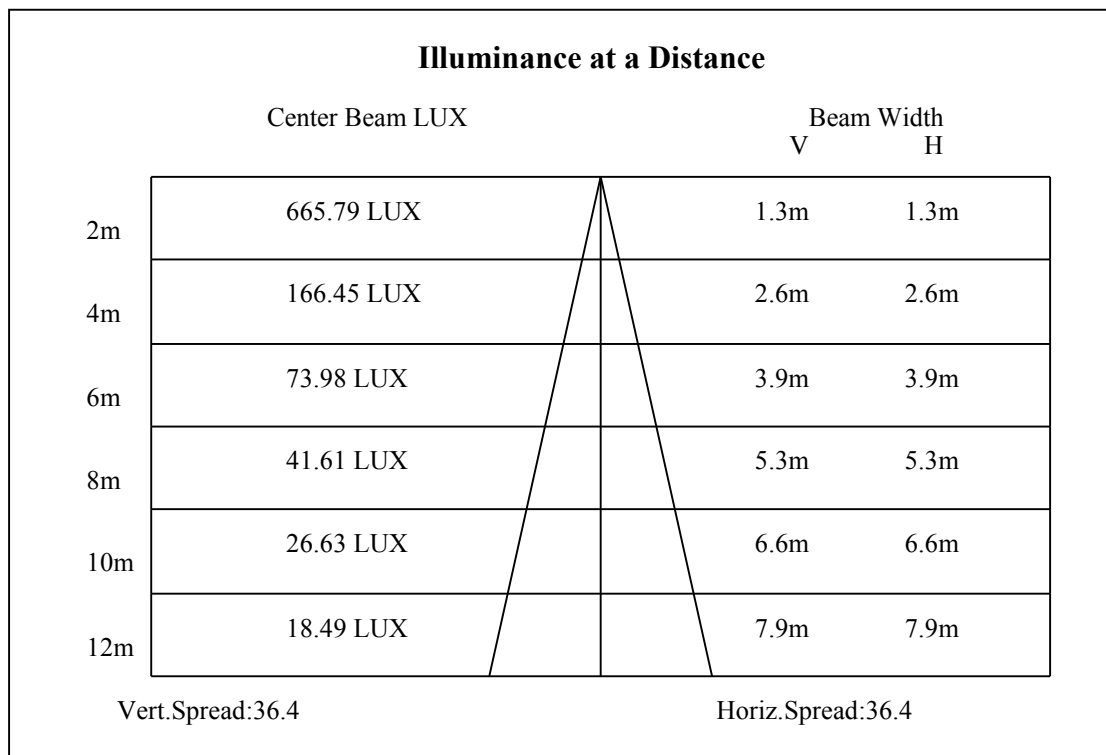 Illuminance at a Distance
Center Beam LUX Beam Width
V H
665.79 LUX 1.3m 1.3m
2m
166.45 LUX 2.6m 2.6m
4m
73.98 LUX 3.9m 3.9m
6m
41.61 LUX 5.3m 5.3m
8m
26.63 LUX 6.6m 6.6m
10m
18.49 LUX 7.9m 7.9m
12m
Vert.Spread:36.4 Horiz.Spread:36.4